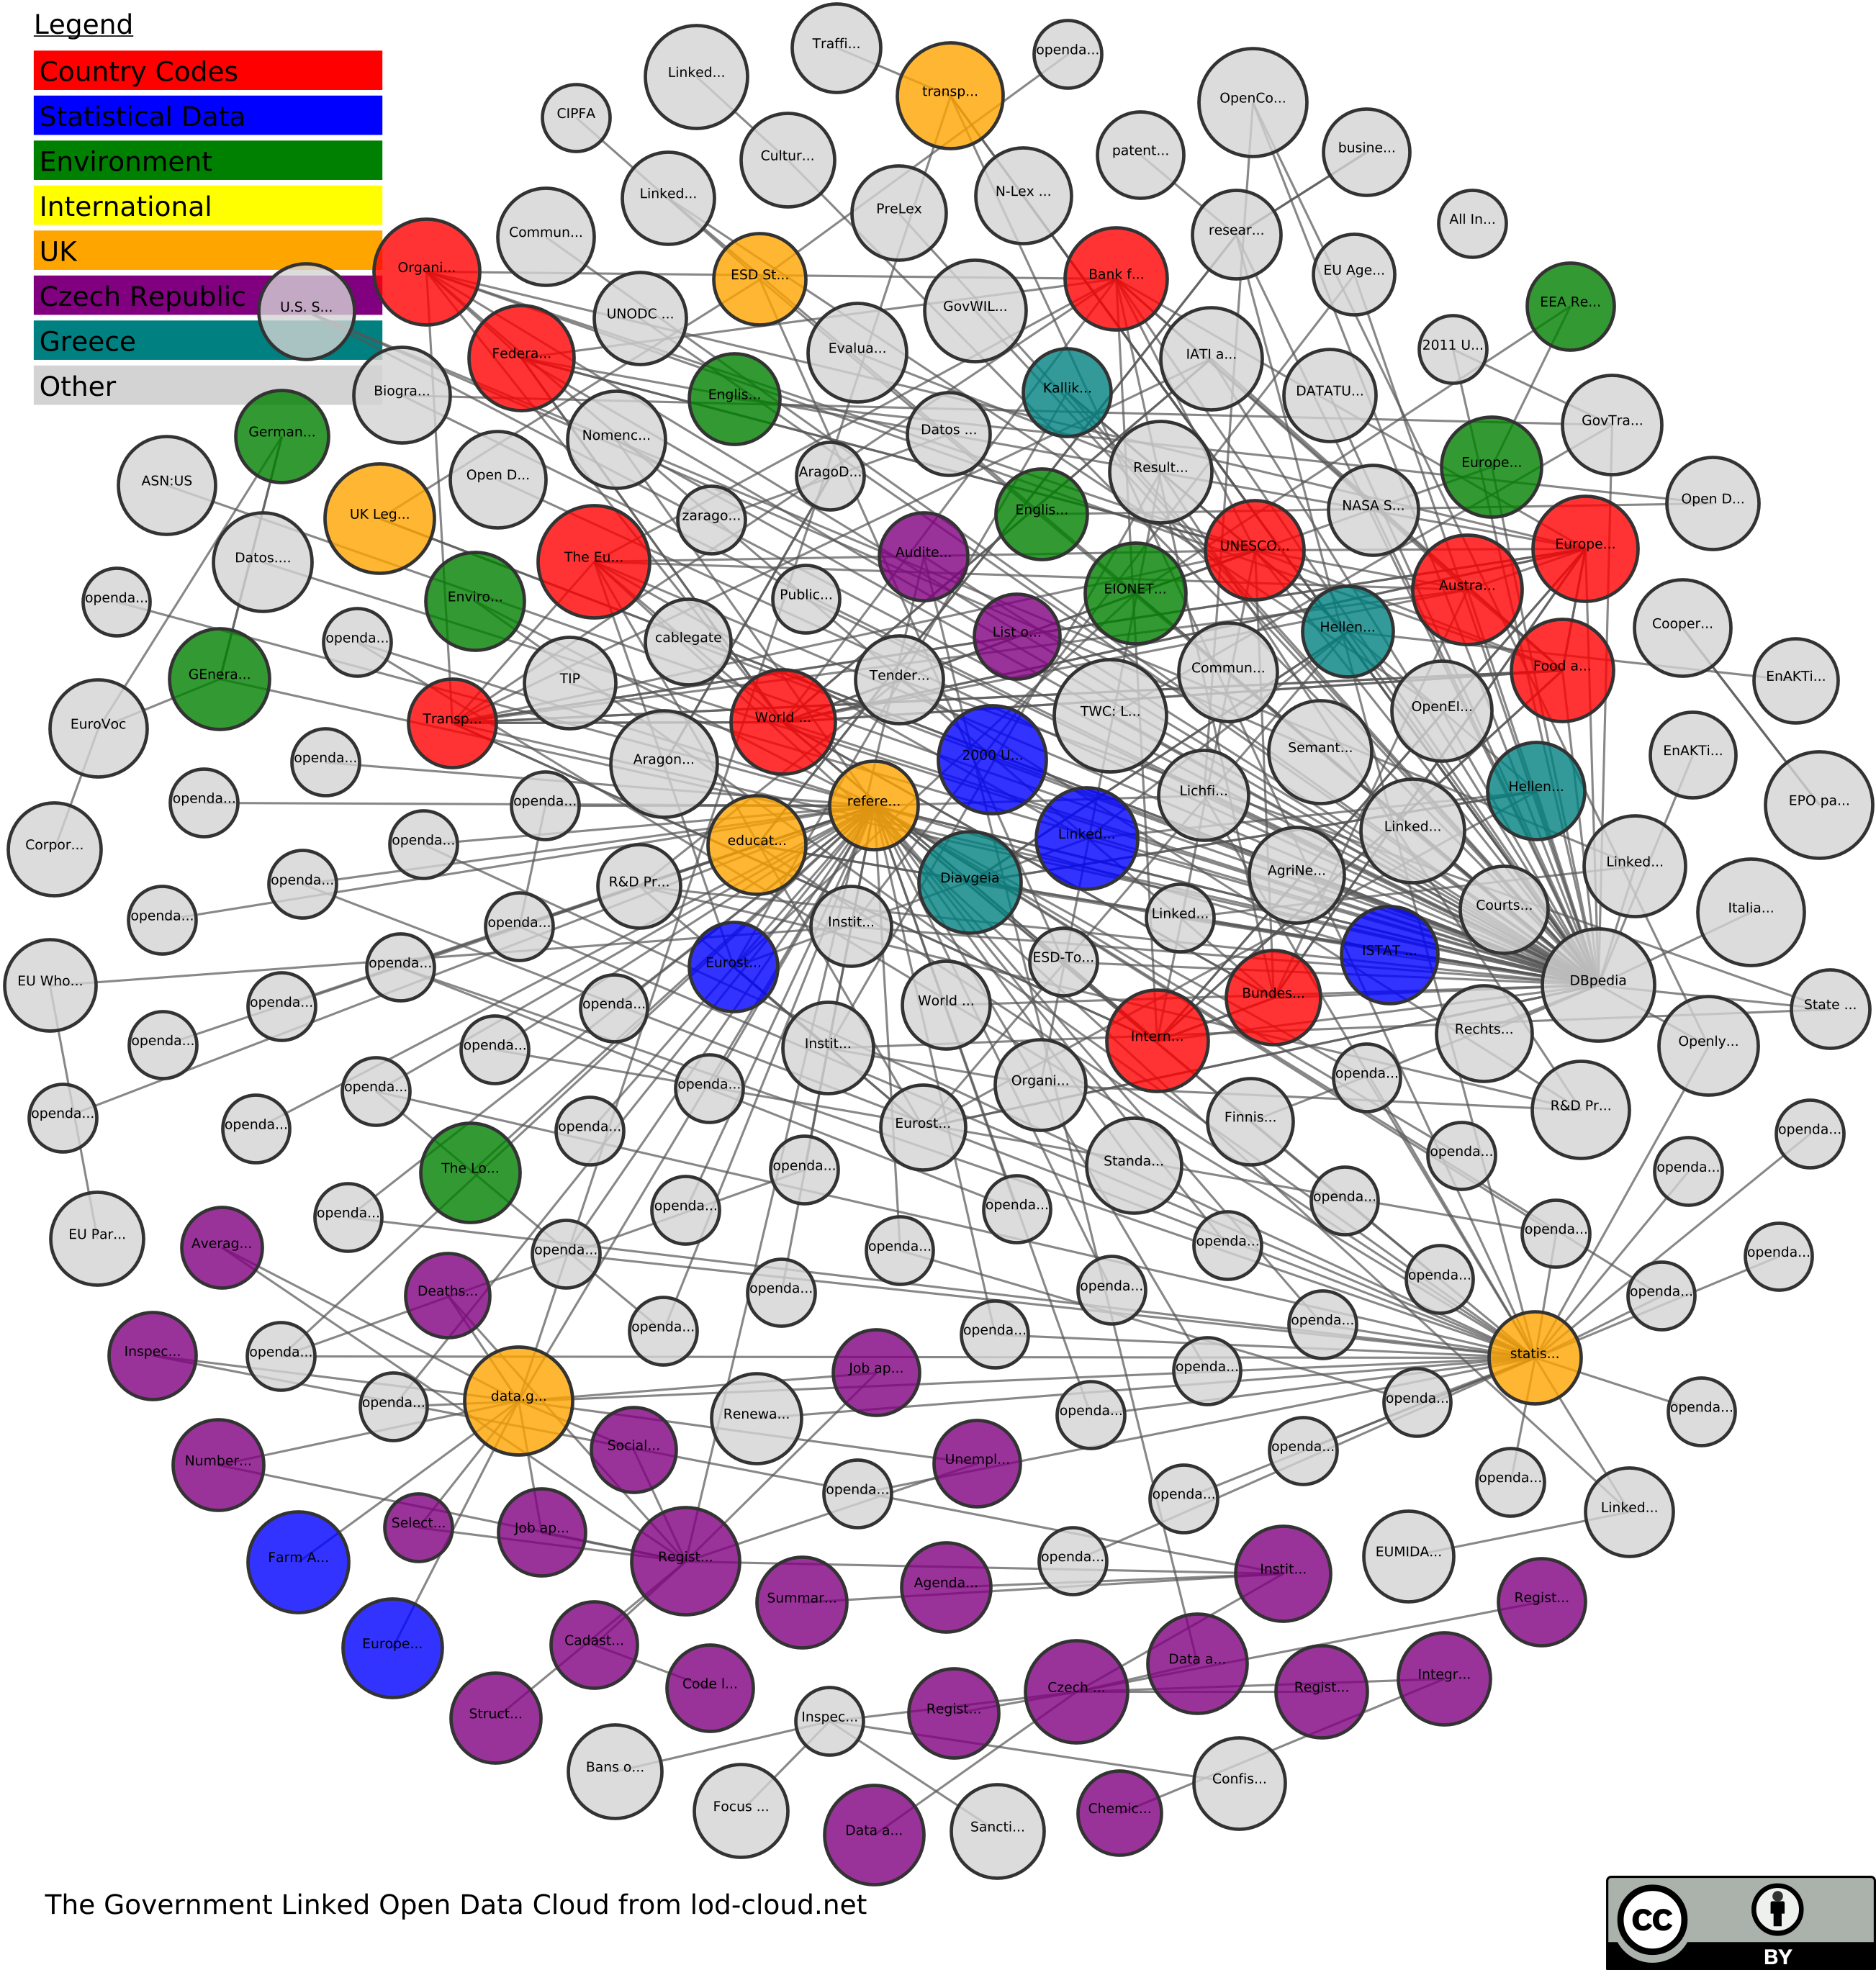 Legend
Country Codes
Statistical Data
Environment
International
UK
Czech Republic
Greece
Other
Traffi...
openda...
Linked...
transp...
OpenCo...
CIPFA
Cultur...
patent...
busine...
Linked...
PreLex
N-Lex ...
All In...
Commun...
resear...
Organi...
ESD St...
Bank f...
EU Age...
U.S. S...
UNODC ...
GovWIL...
EEA Re...
Federa...
Evalua...
IATI a...
2011 U...
Biogra...
Englis...
Kallik...
DATATU...
GovTra...
German...
Nomenc...
Datos ...
ASN:US
Open D...
AragoD...
Result...
Europe...
Open D...
UK Leg...
zarago...
Englis...
NASA S...
Datos....
The Eu...
Audite...
UNESCO...
Europe...
openda...
Enviro...
Public...
EIONET...
Austra...
openda...
cablegate
List o...
Hellen...
Cooper...
GEnera...
TIP
Tender...
Commun...
Food a...
EnAKTi...
EuroVoc
Transp...
World ...
TWC: L...
OpenEl...
openda...
Aragon...
2000 U...
Semant...
EnAKTi...
openda...
openda...
refere...
Lichfi...
Hellen...
EPO pa...
Corpor...
openda...
educat...
Linked...
Linked...
Linked...
openda...
R&D Pr...
Diavgeia
AgriNe...
openda...
openda...
Instit...
Linked...
Courts...
Italia...
EU Who...
openda...
Eurost...
ESD-To...
ISTAT ...
DBpedia
openda...
openda...
World ...
Bundes...
State ...
openda...
openda...
Instit...
Intern...
Rechts...
Openly...
openda...
openda...
openda...
Organi...
openda...
R&D Pr...
openda...
openda...
Eurost...
Finnis...
openda...
The Lo...
openda...
Standa...
openda...
openda...
openda...
openda...
openda...
openda...
EU Par...
Averag...
openda...
openda...
openda...
openda...
openda...
Deaths...
openda...
openda...
openda...
openda...
Inspec...
openda...
openda...
openda...
openda...
statis...
data.g...
openda...
Job ap...
openda...
Renewa...
openda...
openda...
openda...
Number...
Social...
Unempl...
openda...
openda...
Select...
Job ap...
openda...
openda...
Linked...
Farm A...
Regist...
openda...
Instit...
EUMIDA...
Summar...
Agenda...
Regist...
Europe...
Cadast...
Code l...
Czech ...
Data a...
Regist...
Integr...
Struct...
Inspec...
Regist...
Bans o...
Focus ...
Data a...
Sancti...
Chemic...
Confis...
The Government Linked Open Data Cloud from lod-cloud.net
cc
BY